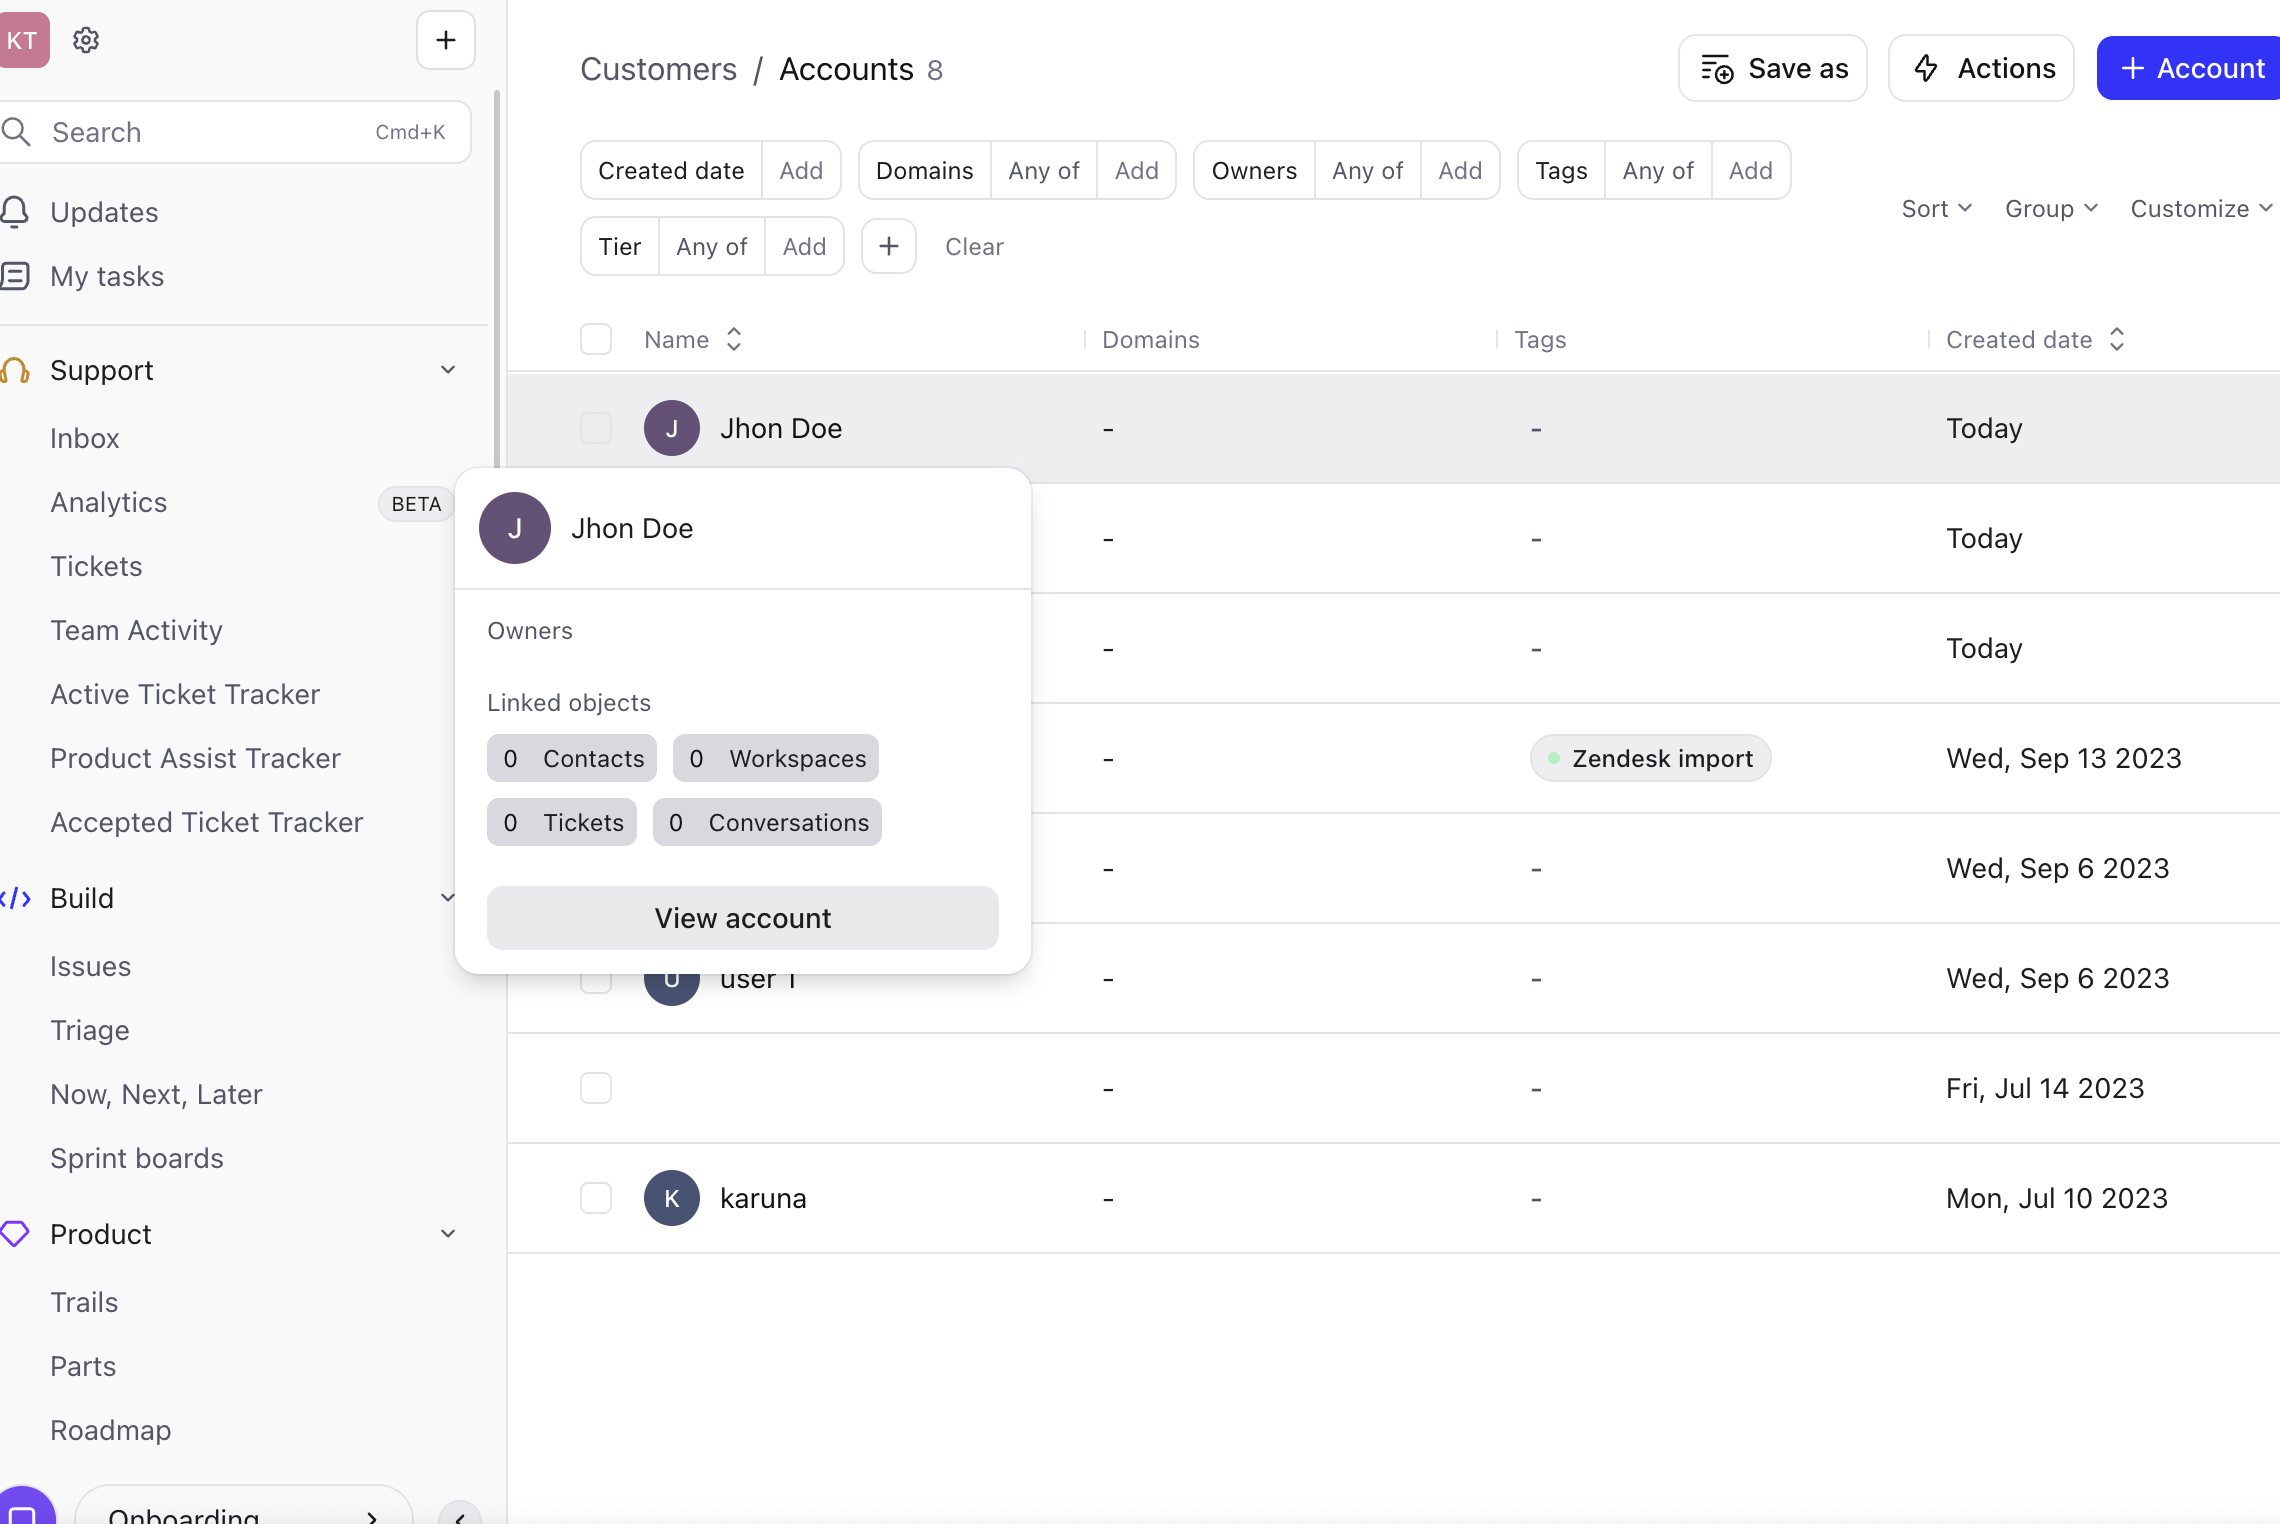 KT
Search Cmd+K
Updates
My tasks
Support
Inbox
Analytics BETA
Tickets
Team Activity
Active Ticket Tracker
Product Assist Tracker
Accepted Ticket Tracker
Build
Issues
Triage
Now, Next, Later
Sprint boards
Product
Trails
Parts
Roadmap
Onboarding
Customers / Accounts 8
Save as
Actions
+ Account
Created date Add
Domains Any of Add
Owners Any of Add
Tags Any of Add
Tier Any of Add
+
Clear
Sort
Group
Customize
Name Domains Tags Created date
J Jhon Doe - - Today
- - Today
- - Today
- Zendesk import Wed, Sep 13 2023
- - Wed, Sep 6 2023
U user 1 - - Wed, Sep 6 2023
- - Fri, Jul 14 2023
K karuna - - Mon, Jul 10 2023
J Jhon Doe
Owners
Linked objects
0 Contacts 0 Workspaces
0 Tickets 0 Conversations
View account